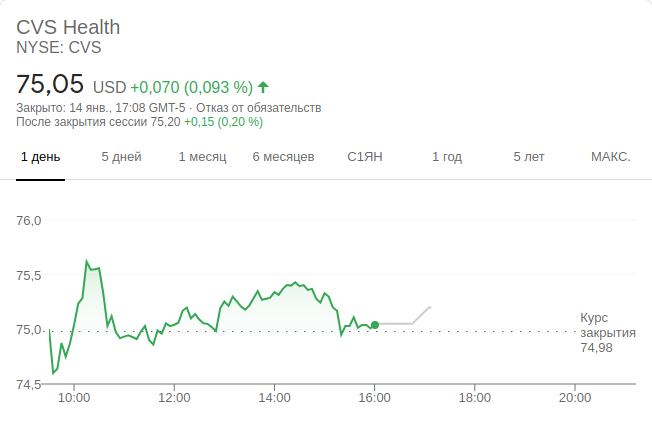 CVS Health
NYSE: CVS
75,05 USD +0,070 (0,093 %)
Закрыто: 14 янв., 17:08 GMT-5 · Отказ от обязательств
После закрытия сессии 75,20 +0,15 (0,20 %)
1 день 5 дней 1 месяц 6 месяцев С1ЯН 1 год 5 лет МАКС.
76,0
75,5
75,0
74,5
Курс
закрытия
74,98
10:00 12:00 14:00 16:00 18:00 20:00